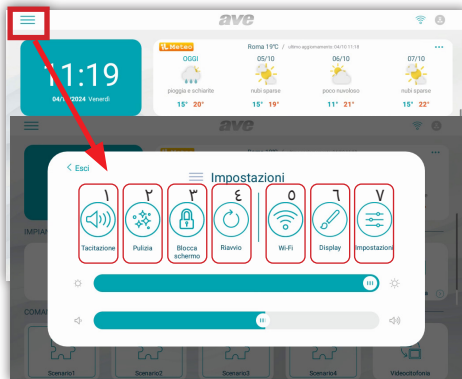 ave
iL Meteo
Roma 19°C / ultimo aggiornamento 04/10 11:18
OGGI 05/10 06/10 07/10
11:19
04/10/2024 Venerdì
pioggia e schiarite nubi sparse poco nuvoloso nubi sparse
15° 20° 15° 19° 11° 21° 15° 22°
ave
Esci
Impostazioni
١ ٢ ٣ ٤ ٥ ٦ ٧
Tacitazione Pulizia Blocca schermo Riavvio Wi-Fi Display Impostazioni
IMPIAN
COMAN
Scenario1 Scenario2 Scenario3 Scenario4 Videocitofonia